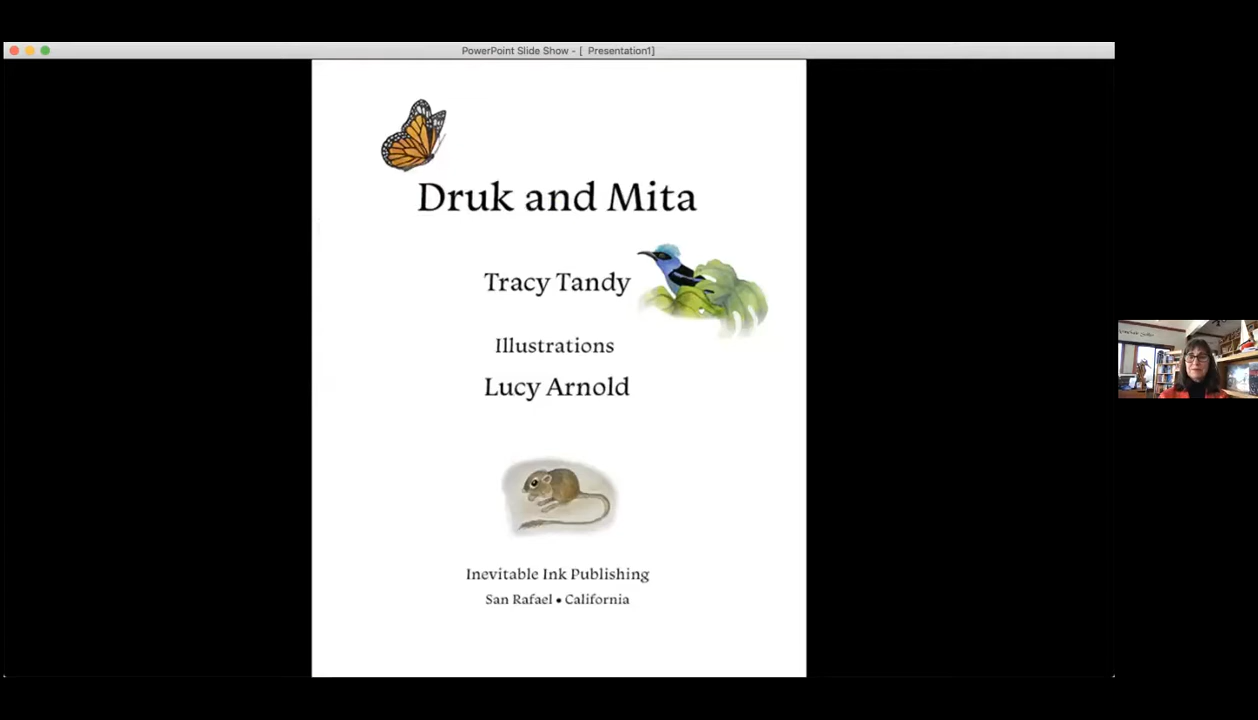 PowerPoint Slide Show - [ Presentation1]
Druk and Mita
Tracy Tandy
Illustrations
Lucy Arnold
Inevitable Ink Publishing
San Rafael • California